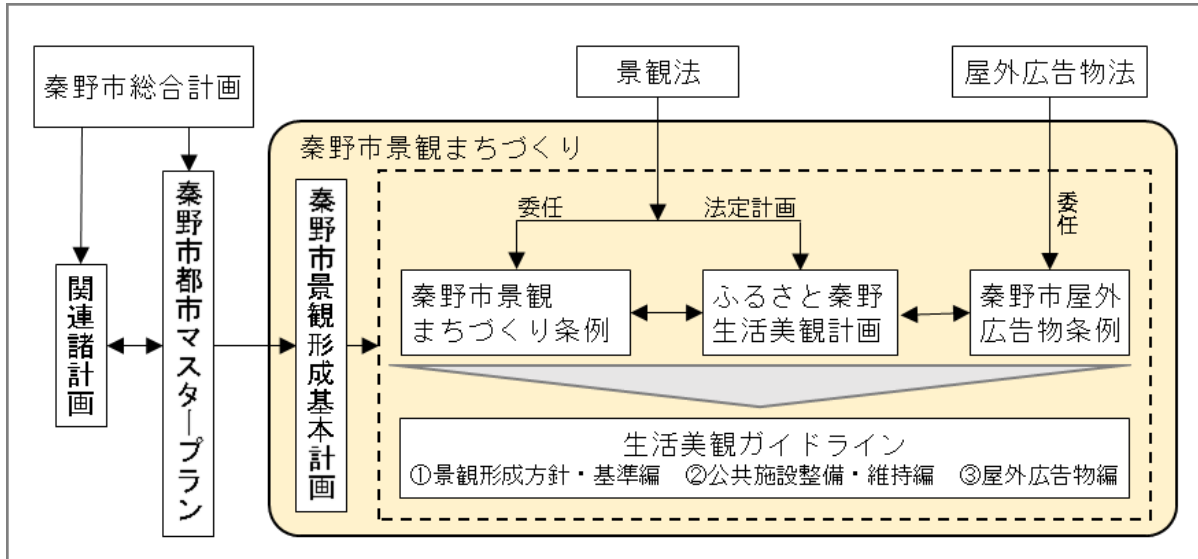 秦野市総合計画
景観法
屋外広告物法
秦野市景観まちづくり
関連諸計画
秦野市都市マスタープラン
秦野市景観形成基本計画
委任
法定計画
委任
秦野市景観
まちづくり条例
ふるさと秦野
生活美観計画
秦野市屋外
広告物条例
生活美観ガイドライン
①景観形成方針・基準編 ②公共施設整備・維持編 ③屋外広告物編